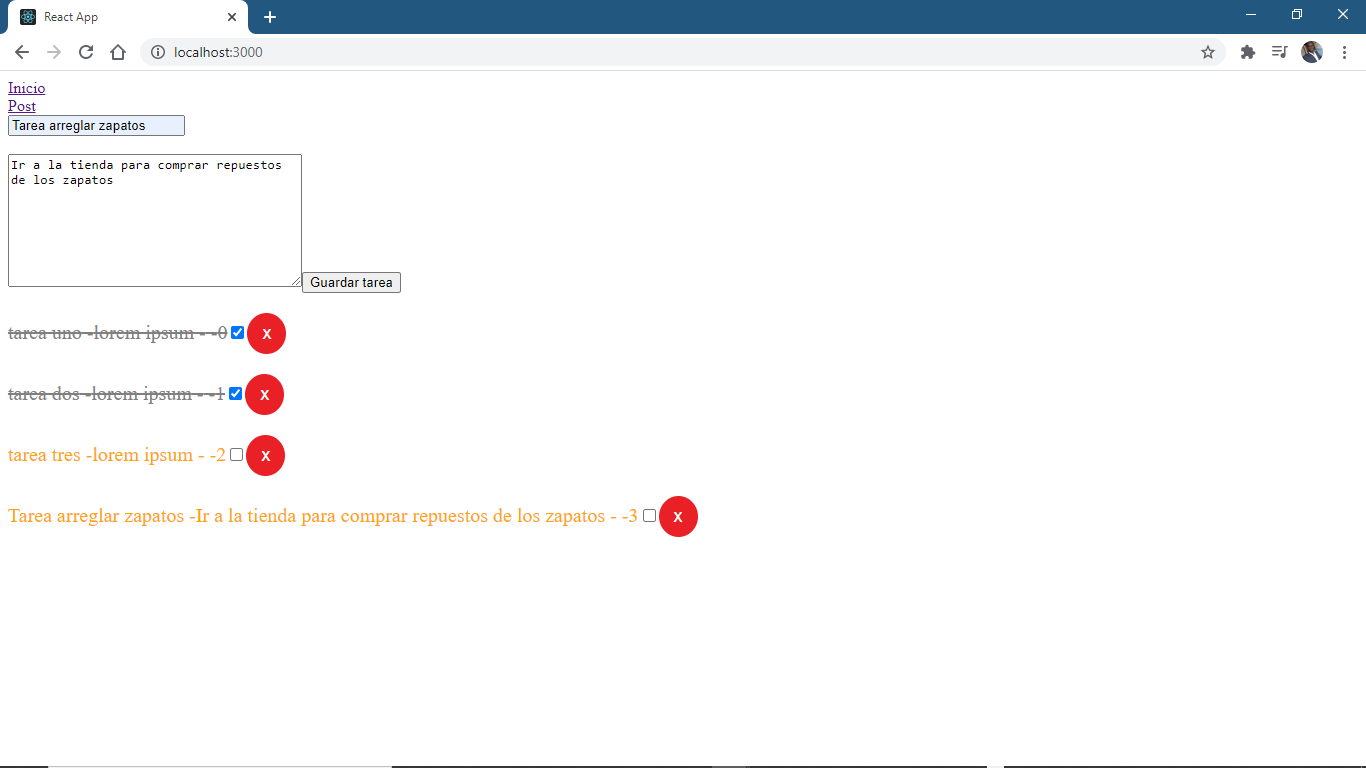 React App
localhost:3000
Inicio
Post
Tarea arreglar zapatos
Ir a la tienda para comprar repuestos
de los zapatos
Guardar tarea
tarea uno -lorem ipsum - -0 X
tarea dos -lorem ipsum - -1 X
tarea tres -lorem ipsum - -2 X
Tarea arreglar zapatos -Ir a la tienda para comprar repuestos de los zapatos - -3 X